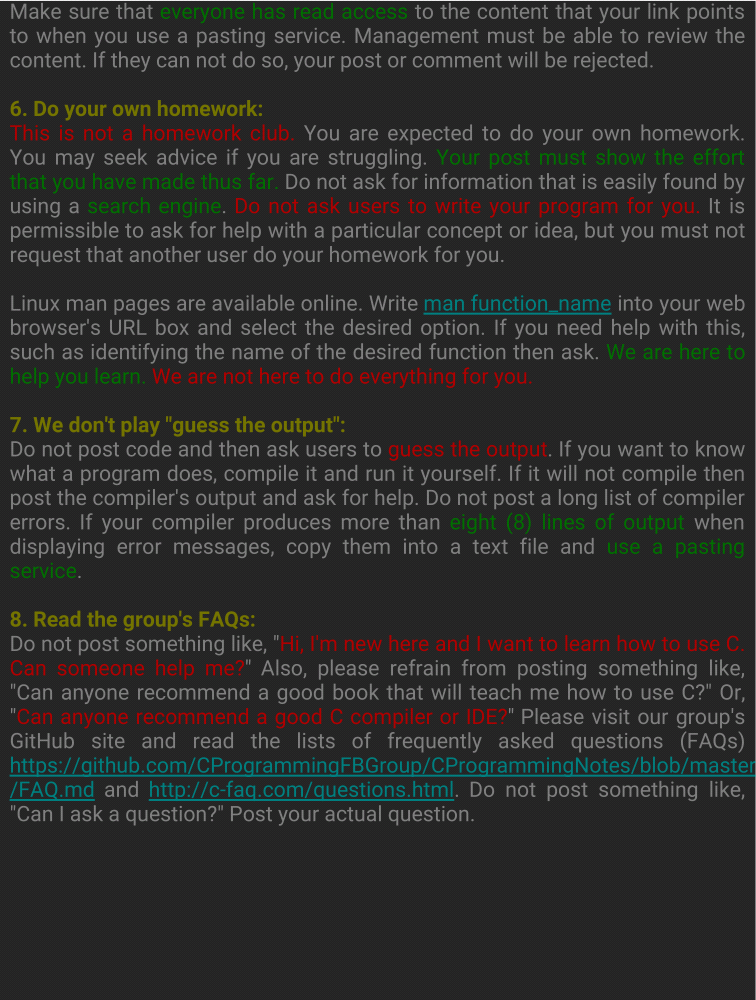 Make sure that everyone has read access to the content that your link points
to when you use a pasting service. Management must be able to review the
content. If they can not do so, your post or comment will be rejected.
6. Do your own homework:
This is not a homework club. You are expected to do your own homework.
You may seek advice if you are struggling. Your post must show the effort
that you have made thus far. Do not ask for information that is easily found by
using a search engine. Do not ask users to write your program for you. It is
permissible to ask for help with a particular concept or idea, but you must not
request that another user do your homework for you.
Linux man pages are available online. Write man function_name into your web
browser's URL box and select the desired option. If you need help with this,
such as identifying the name of the desired function then ask. We are here to
help you learn. We are not here to do everything for you.
7. We don't play "guess the output":
Do not post code and then ask users to guess the output. If you want to know
what a program does, compile it and run it yourself. If it will not compile then
post the compiler's output and ask for help. Do not post a long list of compiler
errors. If your compiler produces more than eight (8) lines of output when
displaying error messages, copy them into a text file and use a pasting
service.
8. Read the group's FAQs:
Do not post something like, "Hi, I'm new here and I want to learn how to use C.
Can someone help me?" Also, please refrain from posting something like,
"Can anyone recommend a good book that will teach me how to use C?" Or,
"Can anyone recommend a good C compiler or IDE?" Please visit our group's
GitHub site and read the lists of frequently asked questions (FAQs)
https://github.com/CProgrammingFBGroup/CProgrammingNotes/blob/master
/FAQ.md and http://c-faq.com/questions.html. Do not post something like,
"Can I ask a question?" Post your actual question.